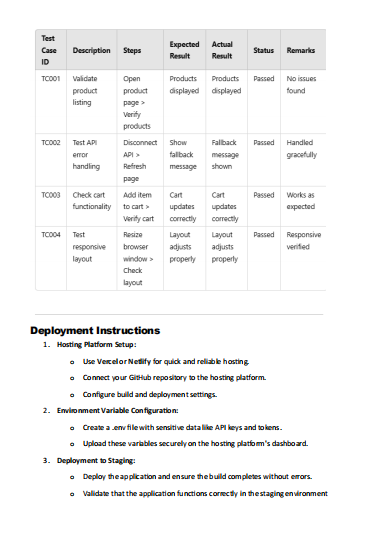 Test Case ID | Description | Steps | Expected Result | Actual Result | Status | Remarks
TC001 | Validate product listing | Open product page > Verify products | Products displayed | Products displayed | Passed | No issues found
TC002 | Test API error handling | Disconnect API > Refresh page | Show fallback message | Fallback message shown | Passed | Handled gracefully
TC003 | Check cart functionality | Add item to cart > Verify cart | Cart updates correctly | Cart updates correctly | Passed | Works as expected
TC004 | Test responsive layout | Resize browser window > Check layout | Layout adjusts properly | Layout adjusts properly | Passed | Responsive verified
Deployment Instructions
1. Hosting Platform Setup:
o Use Vercel or Netlify for quick and reliable hosting.
o Connect your GitHub repository to the hosting platform.
o Configure build and deployment settings.
2. Environment Variable Configuration:
o Create a .env file with sensitive data like API keys and tokens.
o Upload these variables securely on the hosting platform's dashboard.
3. Deployment to Staging:
o Deploy the application and ensure the build completes without errors.
o Validate that the application functions correctly in the staging environment